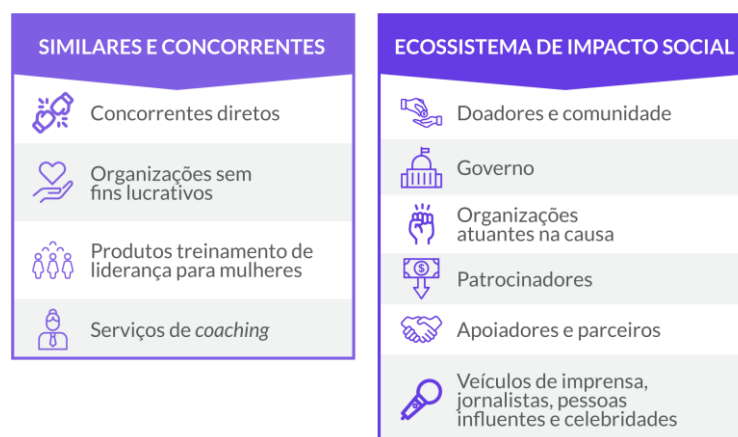 SIMILARES E CONCORRENTES
Concorrentes diretos
Organizações sem
fins lucrativos
Produtos treinamento de
liderança para mulheres
Serviços de coaching
ECOSSISTEMA DE IMPACTO SOCIAL
Doadores e comunidade
Governo
Organizações
atuantes na causa
Patrocinadores
Apoiadores e parceiros
Veículos de imprensa,
jornalistas, pessoas
influentes e celebridades